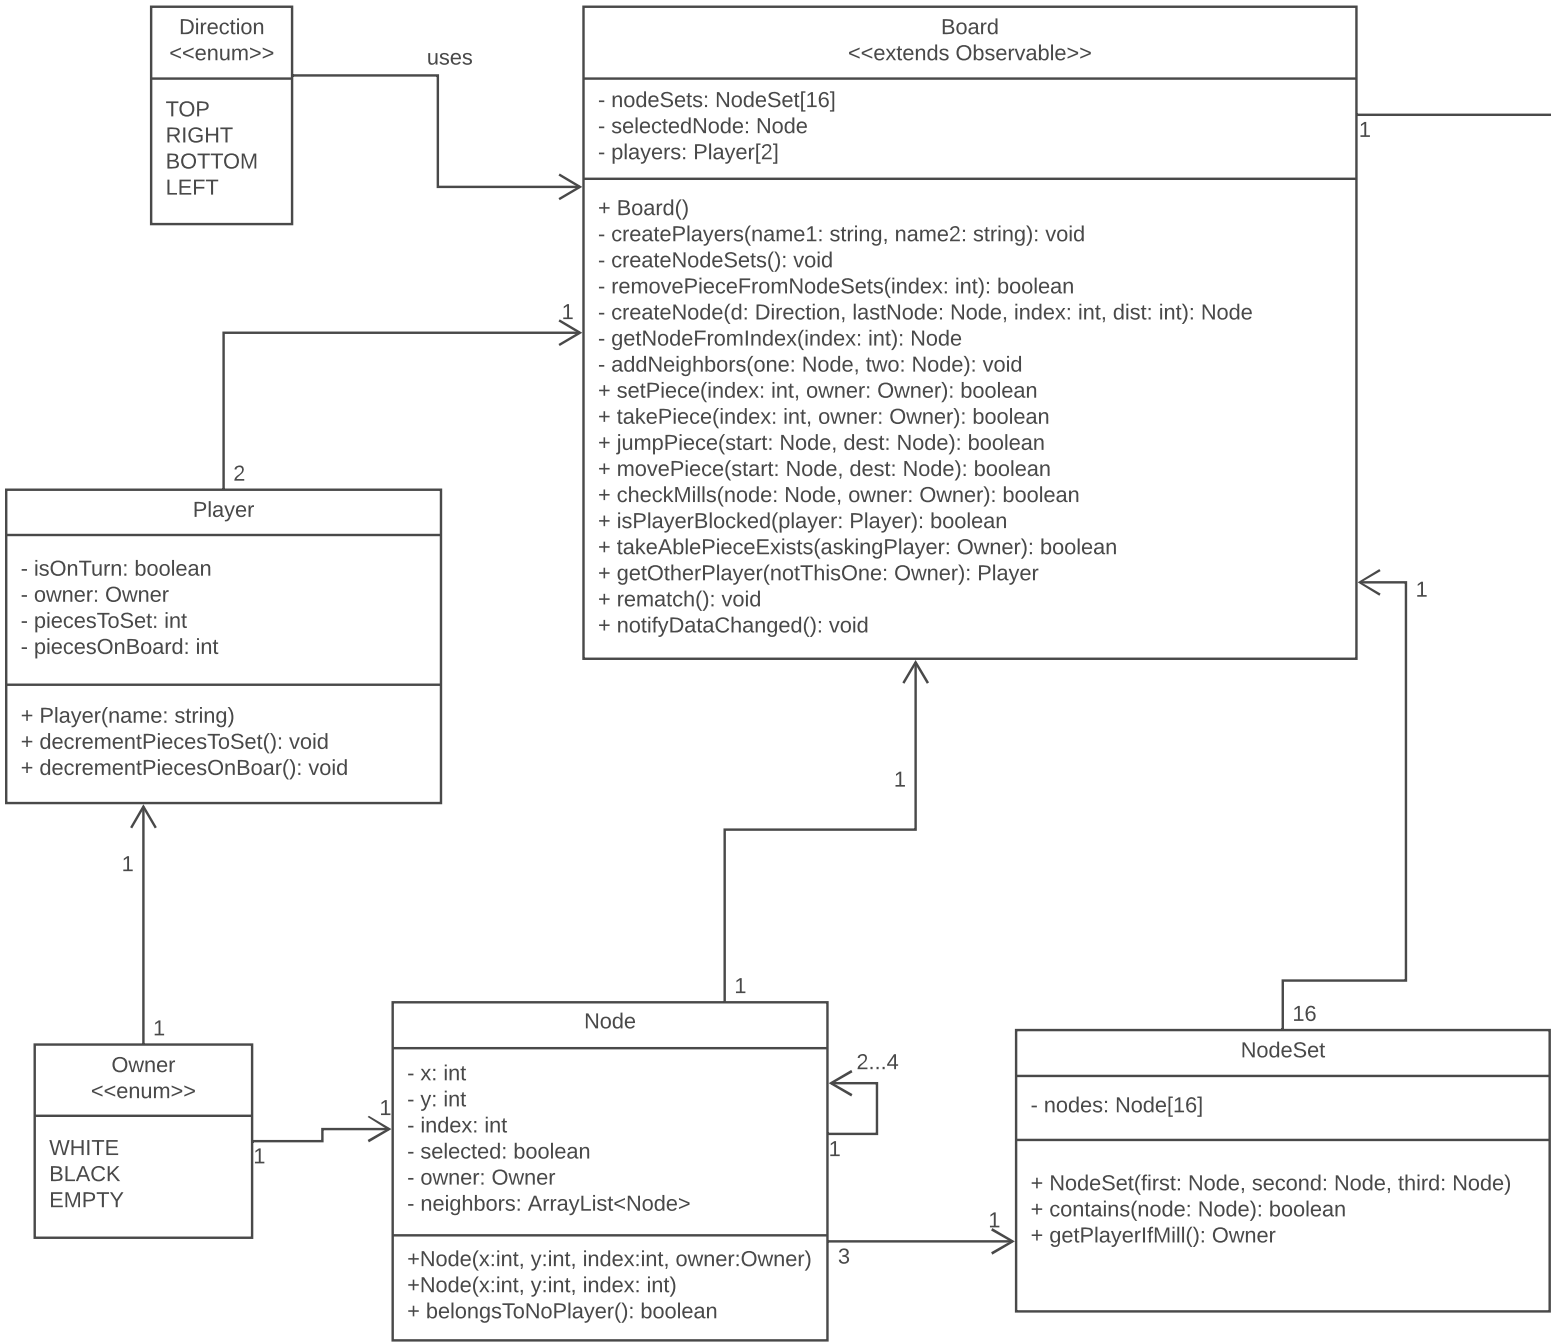 Direction
<<enum>>
TOP
RIGHT
BOTTOM
LEFT
uses
Board
<<extends Observable>>
- nodeSets: NodeSet[16]
- selectedNode: Node
- players: Player[2]
+ Board()
- createPlayers(name1: string, name2: string): void
- createNodeSets(): void
- removePieceFromNodeSets(index: int): boolean
- createNode(d: Direction, lastNode: Node, index: int, dist: int): Node
- getNodeFromIndex(index: int): Node
- addNeighbors(one: Node, two: Node): void
+ setPiece(index: int, owner: Owner): boolean
+ takePiece(index: int, owner: Owner): boolean
+ jumpPiece(start: Node, dest: Node): boolean
+ movePiece(start: Node, dest: Node): boolean
+ checkMills(node: Node, owner: Owner): boolean
+ isPlayerBlocked(player: Player): boolean
+ takeAblePieceExists(askingPlayer: Owner): boolean
+ getOtherPlayer(notThisOne: Owner): Player
+ rematch(): void
+ notifyDataChanged(): void
1
1
2
1
Player
- isOnTurn: boolean
- owner: Owner
- piecesToSet: int
- piecesOnBoard: int
+ Player(name: string)
+ decrementPiecesToSet(): void
+ decrementPiecesOnBoar(): void
1
1
1
1
16
Owner
<<enum>>
WHITE
BLACK
EMPTY
1
1
Node
- x: int
- y: int
- index: int
- selected: boolean
- owner: Owner
- neighbors: ArrayList<Node>
+Node(x:int, y:int, index:int, owner:Owner)
+Node(x:int, y:int, index: int)
+ belongsToNoPlayer(): boolean
2...4
1
3
1
NodeSet
- nodes: Node[16]
+ NodeSet(first: Node, second: Node, third: Node)
+ contains(node: Node): boolean
+ getPlayerIfMill(): Owner